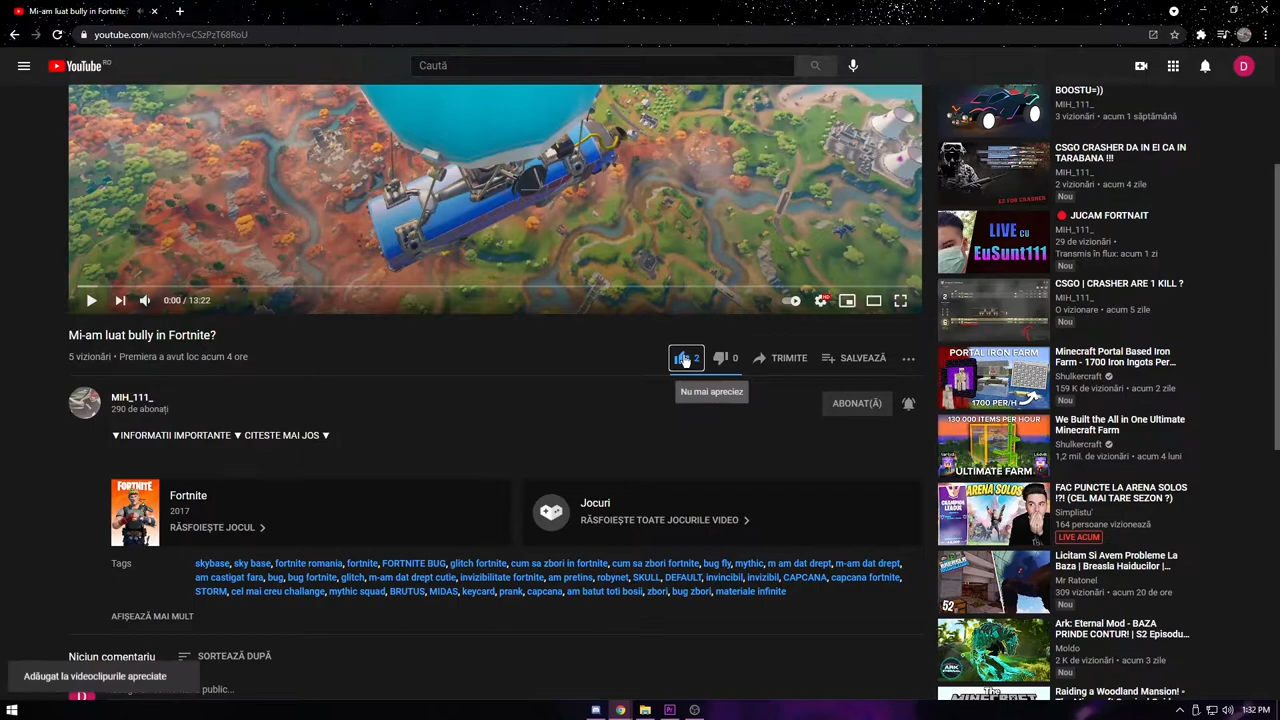 Mi-am luat bully in Fortnite?
youtube.com/watch?v=CSzPzT68RoU
YouTube RO
Caută
D
0:00 / 13:22
HD
Mi-am luat bully in Fortnite?
5 vizionări • Premiera a avut loc acum 4 ore
2
0
TRIMITE
SALVEAZĂ
Nu mai apreciez
MIH_111_
290 de abonați
ABONAT(Ă)
▼INFORMATII IMPORTANTE ▼ CITESTE MAI JOS ▼
FORTNITE
Fortnite
2017
RĂSFOIEȘTE JOCUL
Jocuri
RĂSFOIEȘTE TOATE JOCURILE VIDEO
Tags
skybase, sky base, fortnite romania, fortnite, FORTNITE BUG, glitch fortnite, cum sa zbori in fortnite, cum sa zbori fortnite, bug fly, mythic, m am dat drept, m-am dat drept,
am castigat fara, bug, bug fortnite, glitch, m-am dat drept cutie, invizibilitate fortnite, am pretins, robynet, SKULL, DEFAULT, invincibil, invizibil, CAPCANA, capcana fortnite,
STORM, cel mai creu challange, mythic squad, BRUTUS, MIDAS, keycard, prank, capcana, am batut toti bosii, zbori, bug zbori, materiale infinite
AFIȘEAZĂ MAI MULT
Niciun comentariu
SORTEAZĂ DUPĂ
Adăugat la videoclipurile apreciate
public...
BOOSTU=))
MIH_111_
3 vizionări • acum 1 săptămână
CSGO CRASHER DA IN EI CA IN
TARABANA !!!
MIH_111_
2 vizionări • acum 4 zile
Nou
EZ FOR CRASHER
LIVE cu
EuSunt111
JUCAM FORTNAIT
MIH_111_
29 de vizionări •
Transmis în flux: acum 1 zi
Nou
CSGO | CRASHER ARE 1 KILL ?
MIH_111_
O vizionare • acum 5 zile
Nou
PORTAL IRON FARM
1700 PER/H
Minecraft Portal Based Iron
Farm - 1700 Iron Ingots Per...
Shulkercraft
159 K de vizionări • acum 2 zile
Nou
130 000 ITEMS PER HOUR
ULTIMATE FARM
We Built the All in One Ultimate
Minecraft Farm
Shulkercraft
1,2 mil. de vizionări • acum 4 luni
ARENA SOLOS
FAC PUNCTE LA ARENA SOLOS
!?! (CEL MAI TARE SEZON ?)
Simplistu'
164 persoane vizionează
LIVE ACUM
52
Licitam Si Avem Probleme La
Baza | Breasla Haiducilor |
Mr Ratonel
309 vizionări • acum 20 de ore
Nou
Ark: Eternal Mod - BAZA
PRINDE CONTUR! | S2 Episodu...
Moldo
2 K de vizionări • acum 3 zile
Nou
The
Raiding a Woodland Mansion! -
1:32 PM